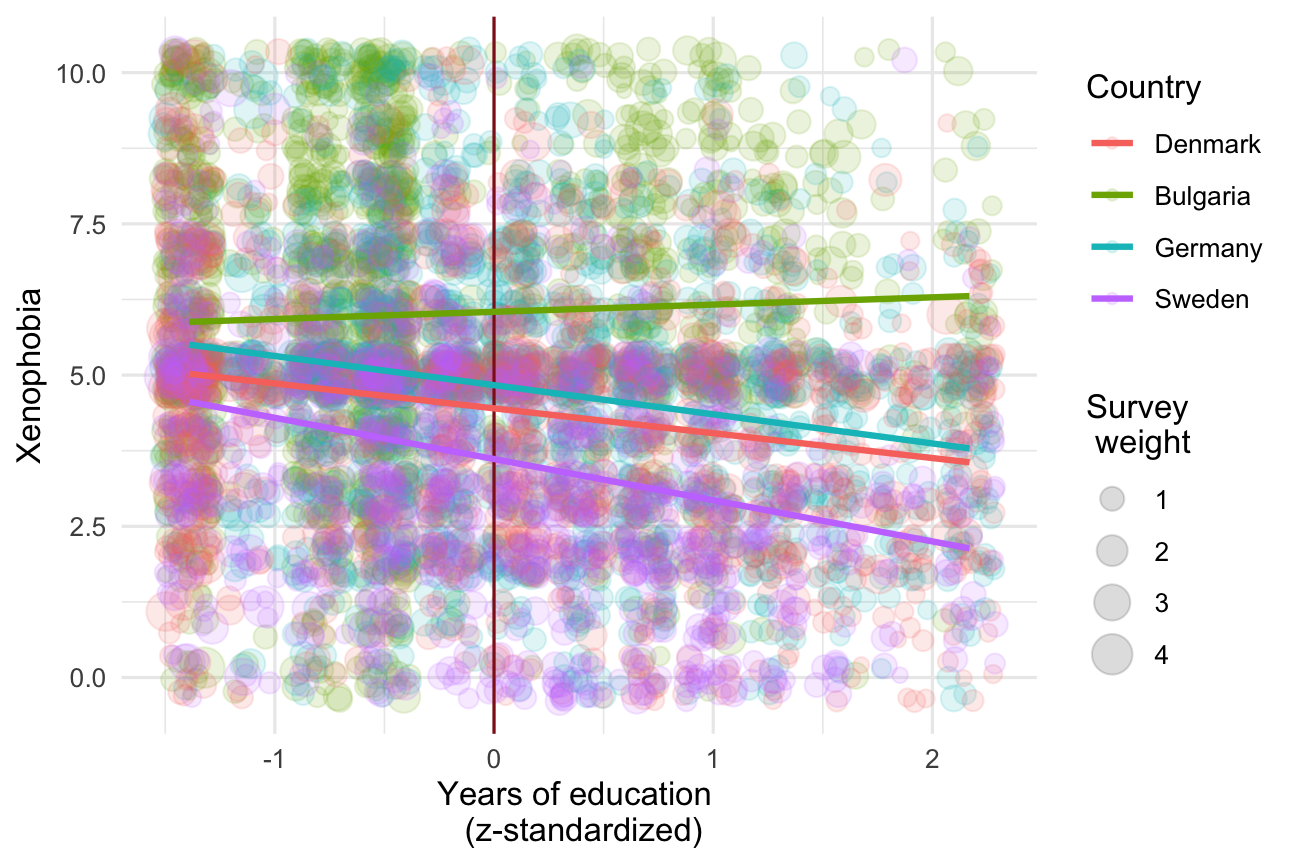 10.0
7.5
5.0
2.5
0.0
Xenophobia
-1
0
1
2
Years of education
(z-standardized)
Country
Denmark
Bulgaria
Germany
Sweden
Survey
weight
1
2
3
4